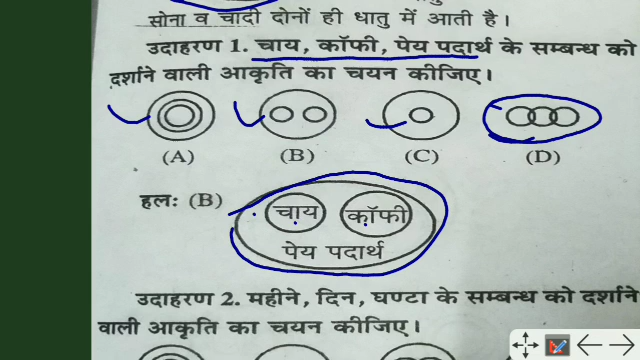 सोना व चाँदी दोनों ही धातु में आती है।
उदाहरण 1. चाय, कॉफी, पेय पदार्थ के सम्बन्ध को
दर्शाने वाली आकृति का चयन कीजिए।
(A) (B) (C) (D)
हलः (B)
चाय कॉफी
पेय पदार्थ
उदाहरण 2. महीने, दिन, घण्टा के सम्बन्ध को दर्शाने
वाली आकृति का चयन कीजिए।